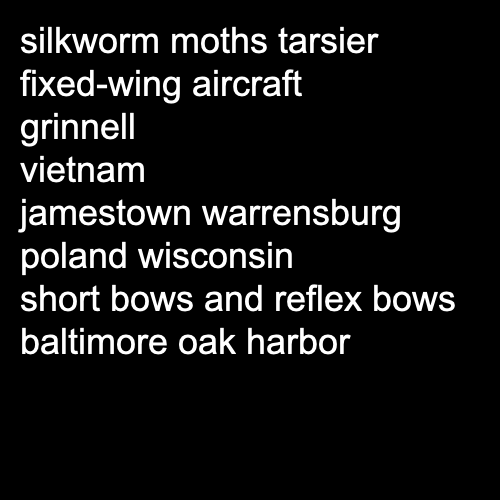 silkworm moths tarsier
fixed-wing aircraft
grinnell
vietnam
jamestown warrensburg
poland wisconsin
short bows and reflex bows
baltimore oak harbor